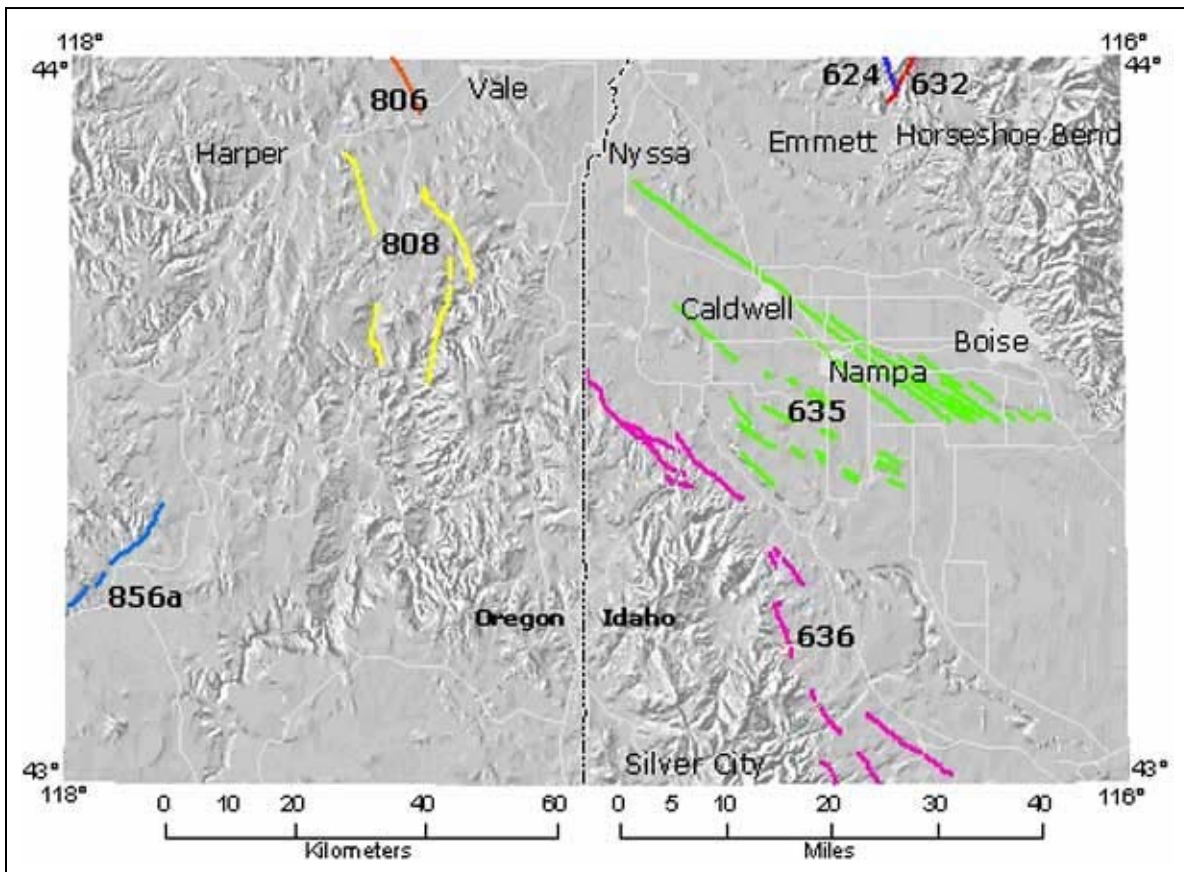 118° 116°
44° 44°
806 Vale 624 632
Harper Nyssa Emmett Horseshoe Bend
808
Caldwell
Boise
Nampa
635
856a
Oregon Idaho
636
Silver City
43° 43°
118° 116°
0 10 20 40 60 0 5 10 20 30 40
Kilometers Miles